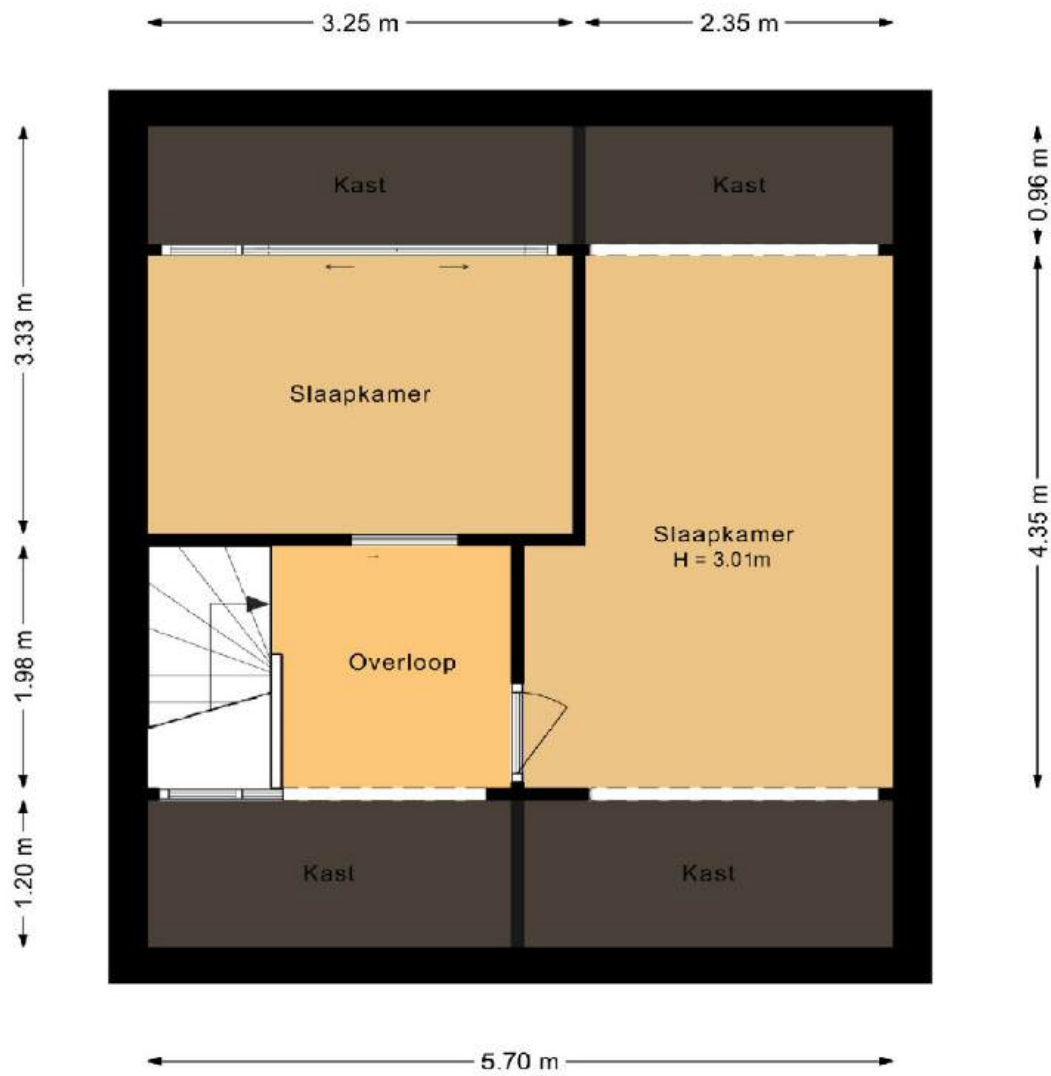 3.25 m
2.35 m
Kast
Kast
0.96 m
3.33 m
Slaapkamer
Slaapkamer
H = 3.01m
4.35 m
1.98 m
Overloop
1.20 m
Kast
Kast
5.70 m